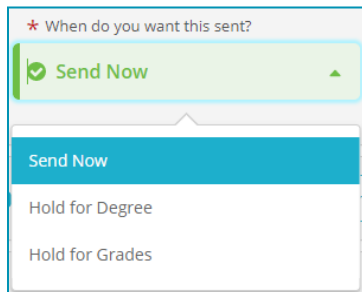 * When do you want this sent?
Send Now
Send Now
Hold for Degree
Hold for Grades